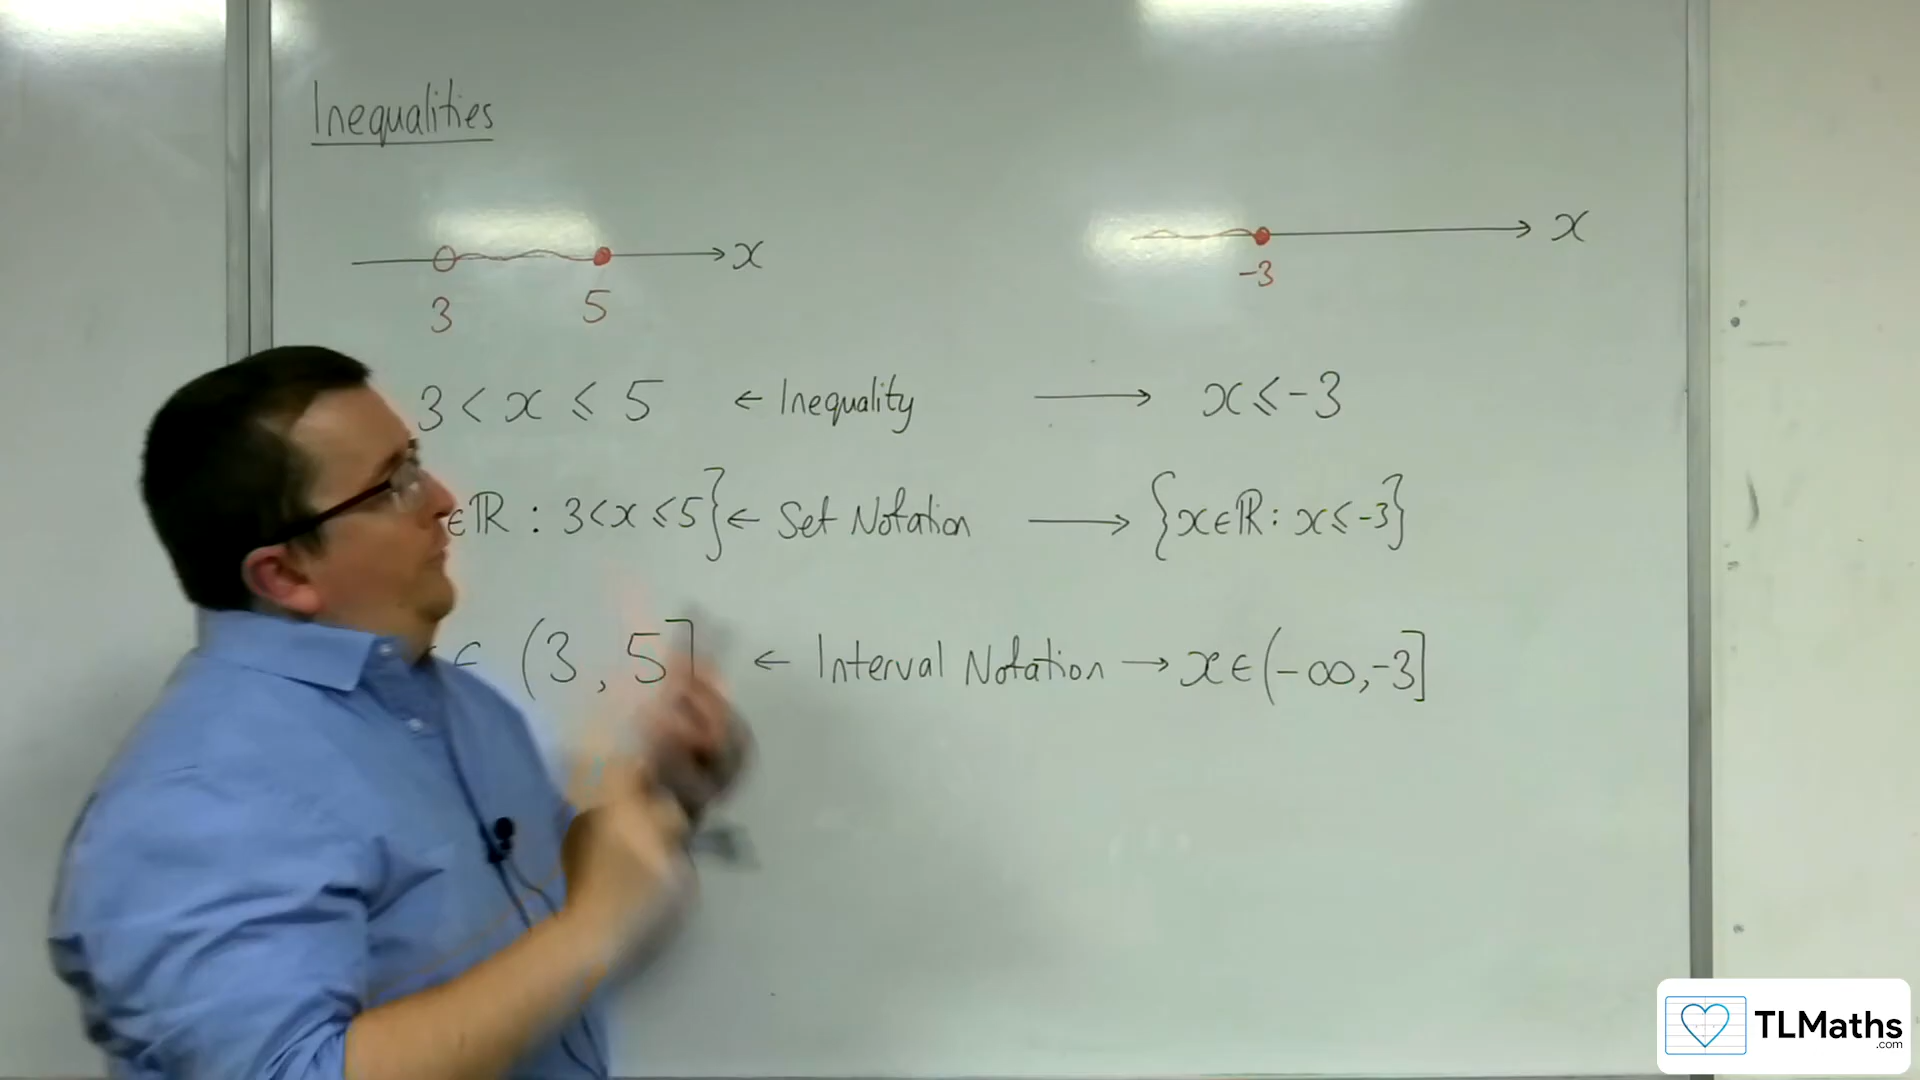 Inequalities
x
3 5
x
-3
3 < x ≤ 5 ← Inequality → x ≤ -3
∈ℝ : 3<x≤5} ← Set Notation → {x∈ℝ: x≤-3}
∈ (3, 5] ← Interval Notation → x∈(-∞,-3]
TLMaths
.com